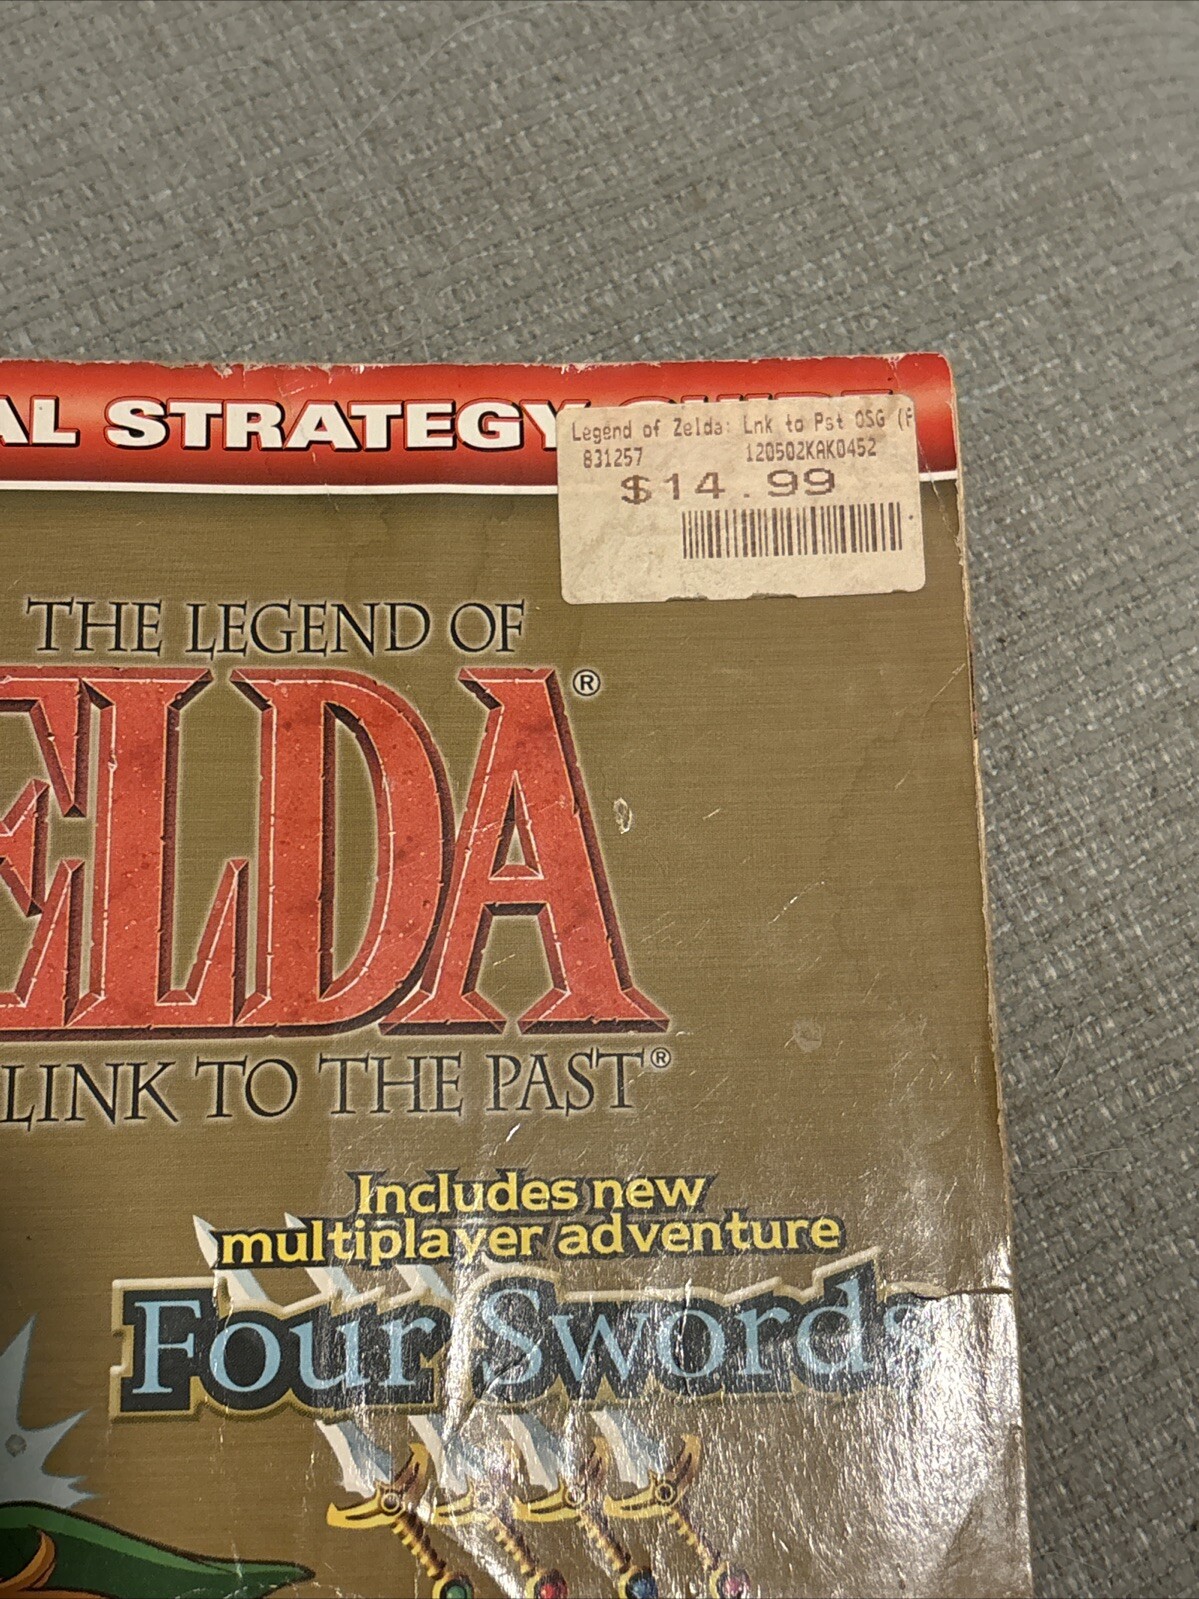 AL STRATEGY
Legend of Zelda: Lnk to Pst OSG (
831257 120502KAK0452
$14.99
THE LEGEND OF
ELDA®
LINK TO THE PAST®
Includes new
multiplayer adventure
Four Swords